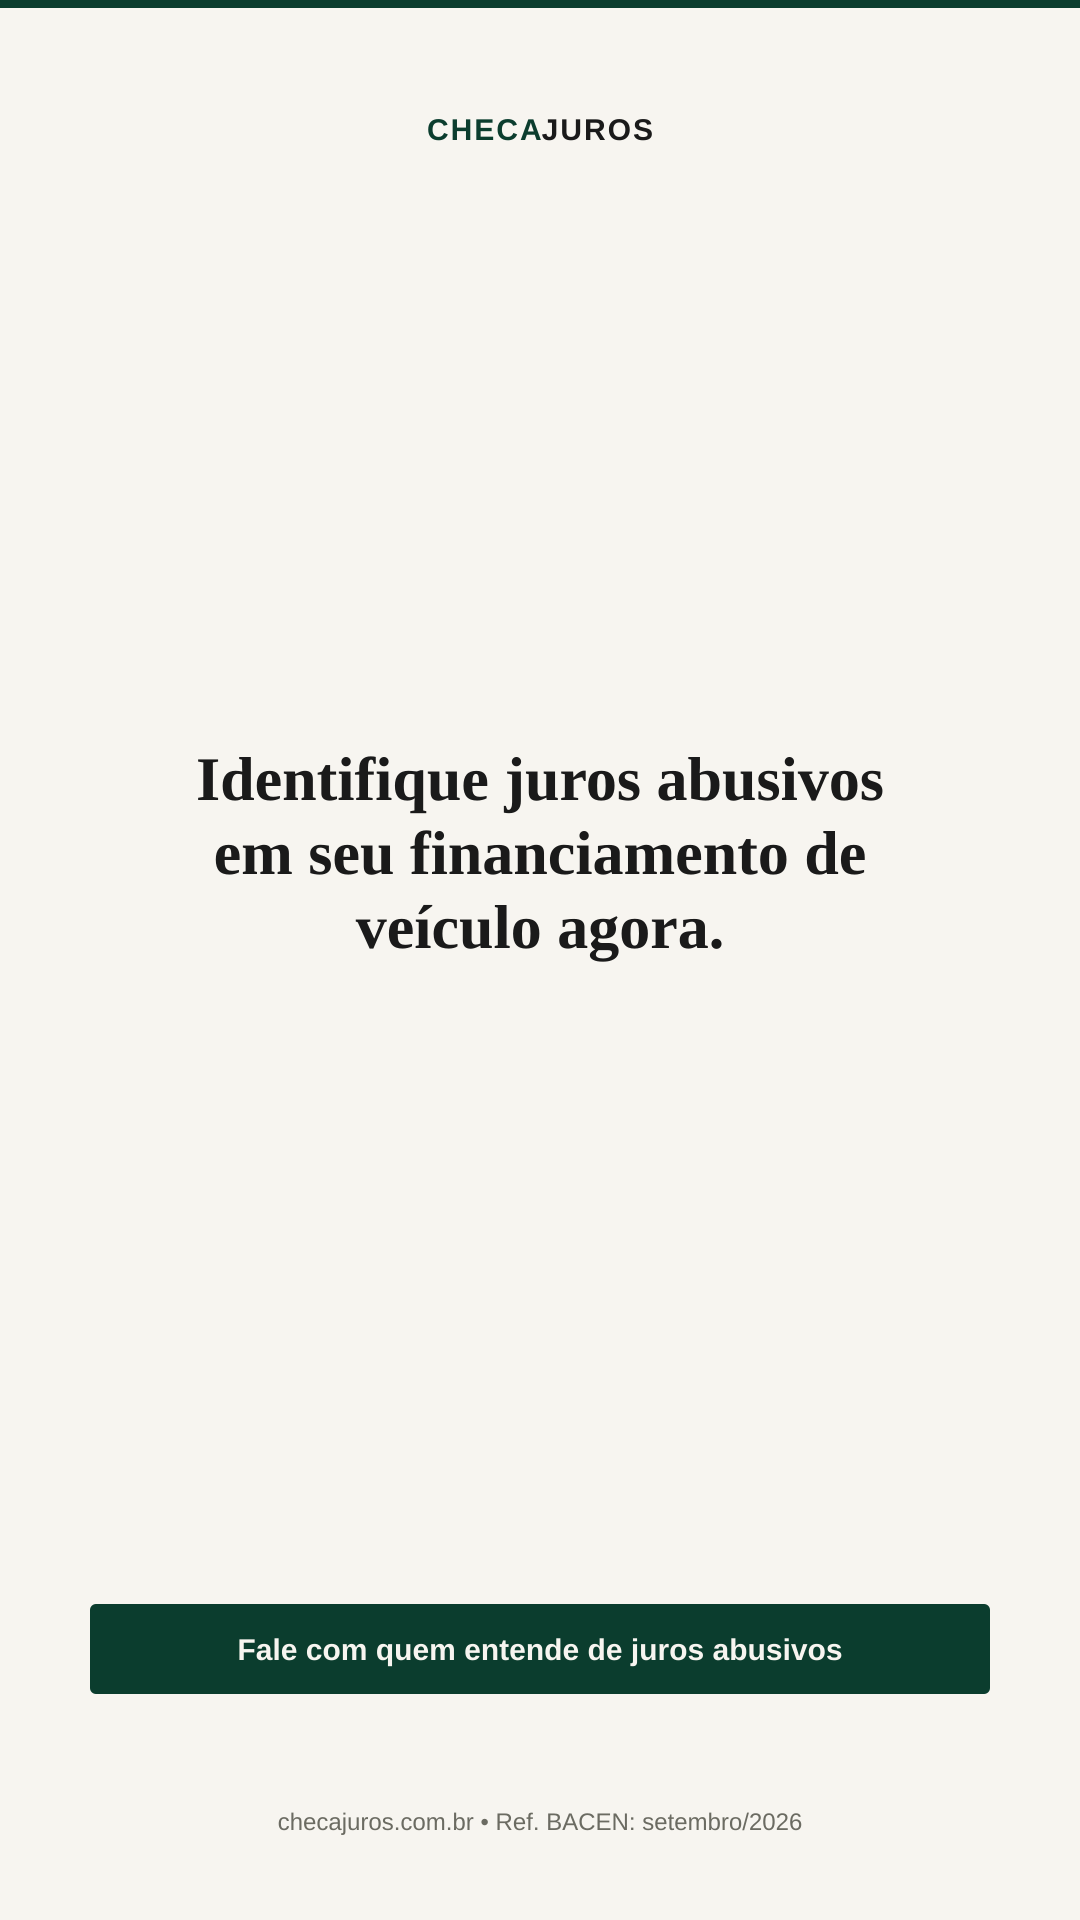 CHECAJUROS
Identifique juros abusivos
em seu financiamento de
veículo agora.
Fale com quem entende de juros abusivos
checajuros.com.br • Ref. BACEN: setembro/2026